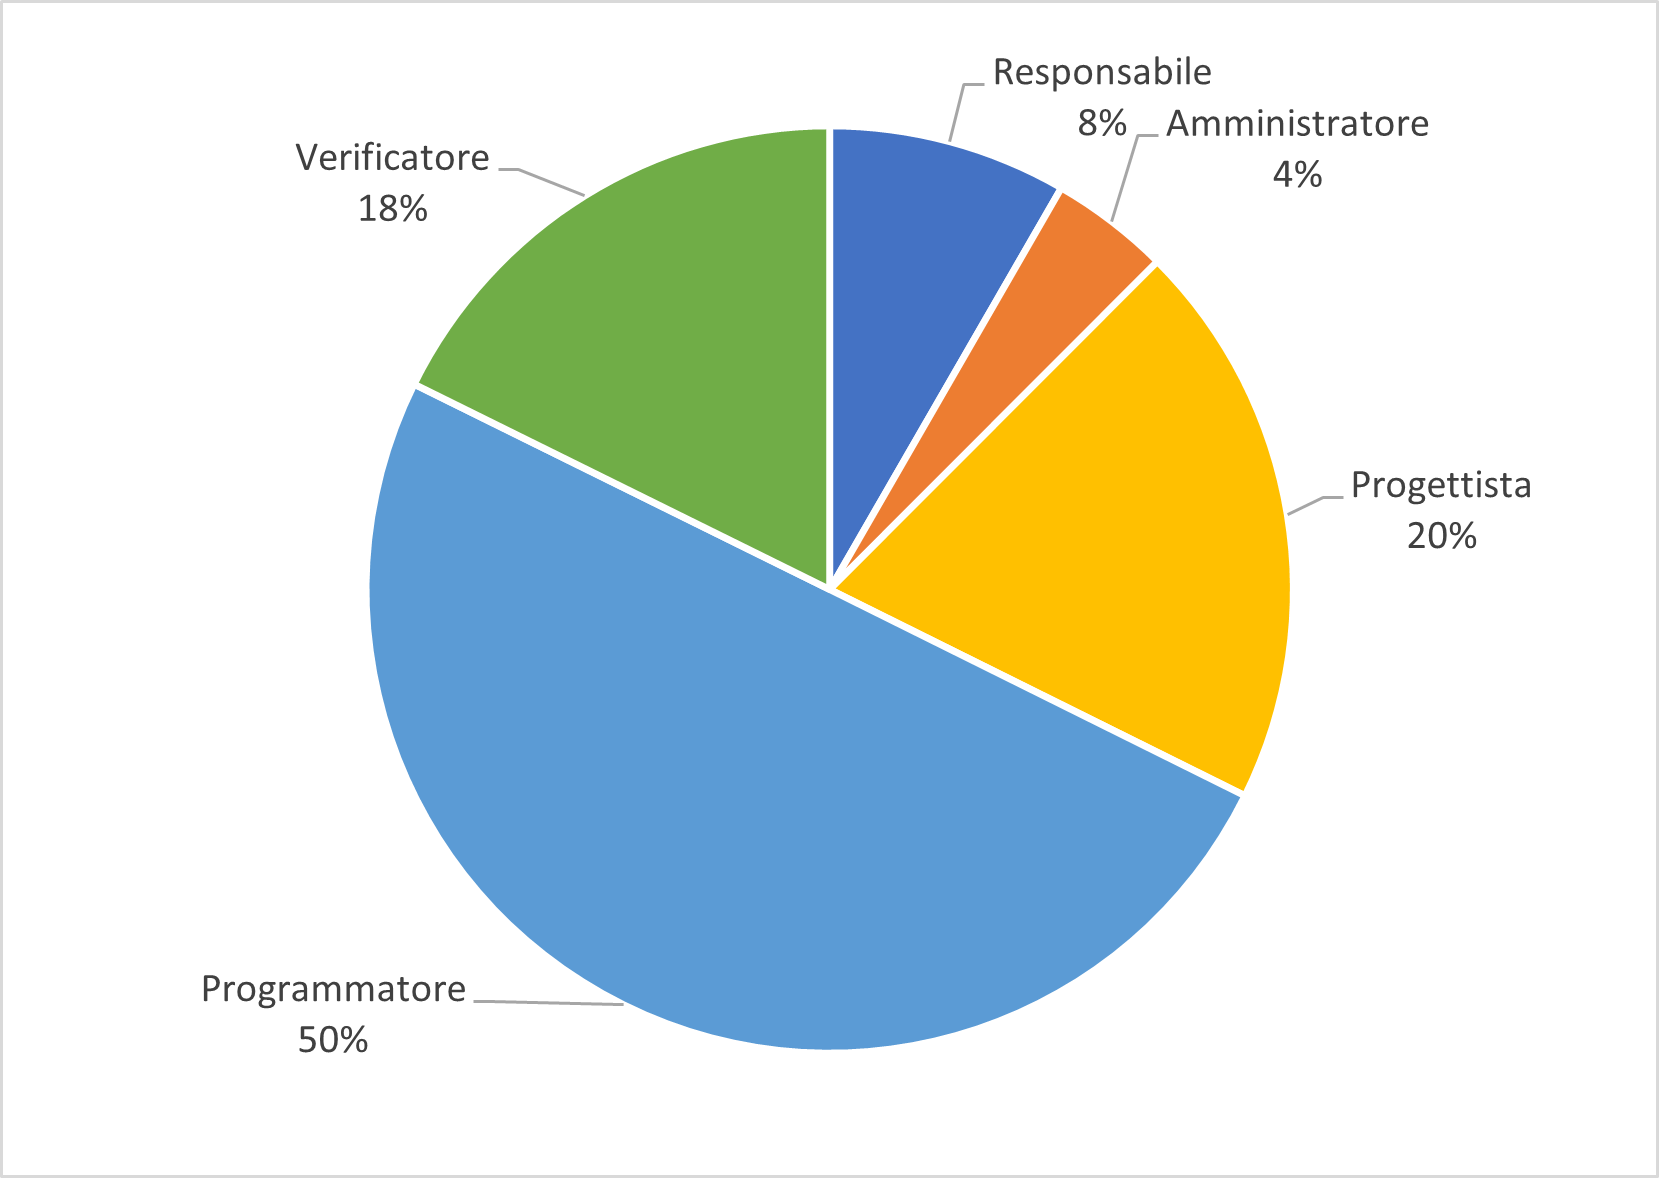 Responsabile
8%
Amministratore
4%
Verificatore
18%
Progettista
20%
Programmatore
50%